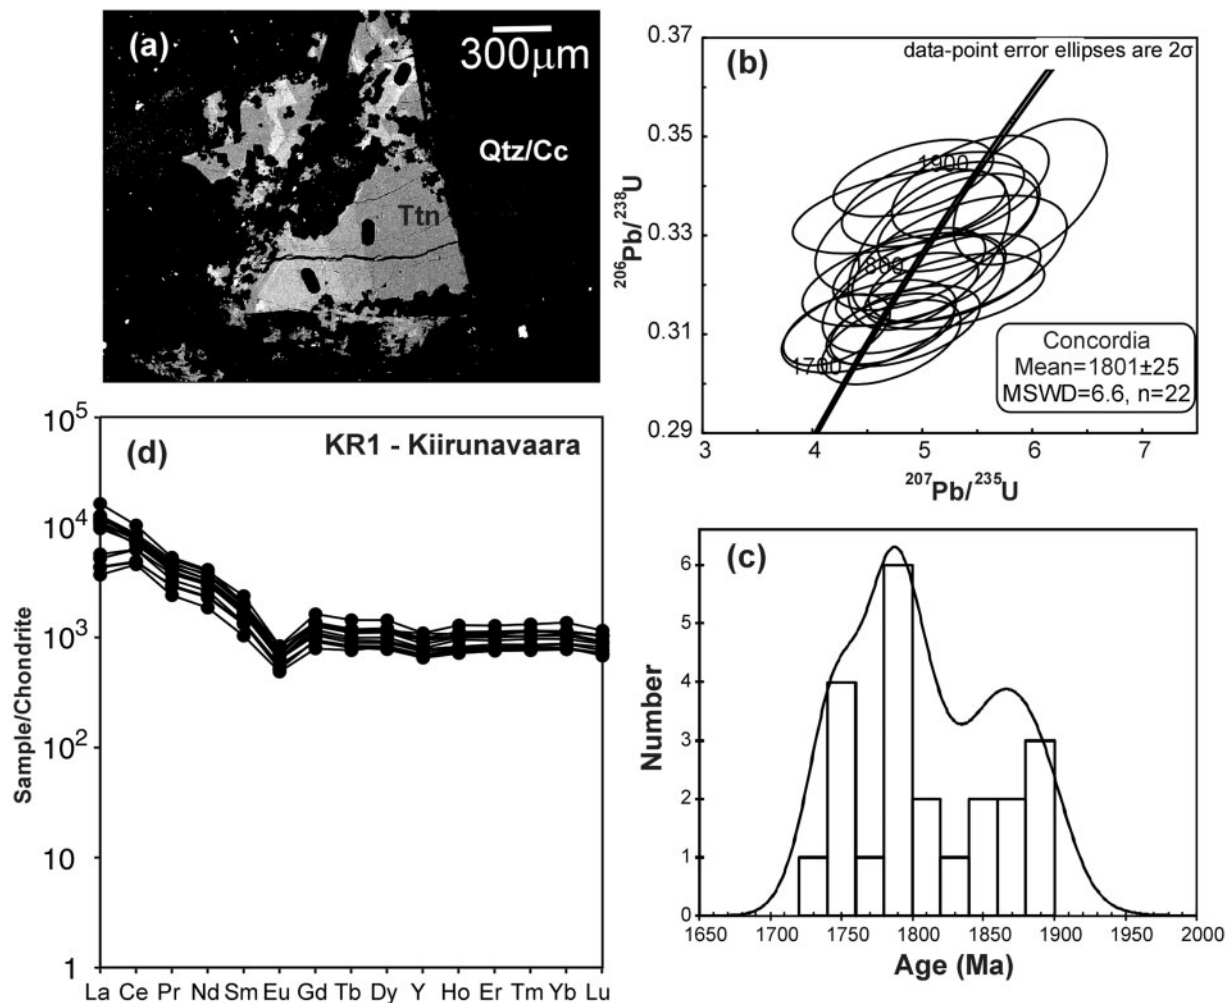 (a)
300μm
Qtz/Cc
Ttn
(b)
data-point error ellipses are 2σ
0.37
0.35
0.33
0.31
0.29
206Pb/238U
1900
1700
Concordia
Mean=1801±25
MSWD=6.6, n=22
3 4 5 6 7
207Pb/235U
(d)
KR1 - Kiirunavaara
10^5
10^4
10^3
10^2
10
1
Sample/Chondrite
La Ce Pr Nd Sm Eu Gd Tb Dy Y Ho Er Tm Yb Lu
(c)
6
5
4
3
2
1
0
Number
1650 1700 1750 1800 1850 1900 1950 2000
Age (Ma)